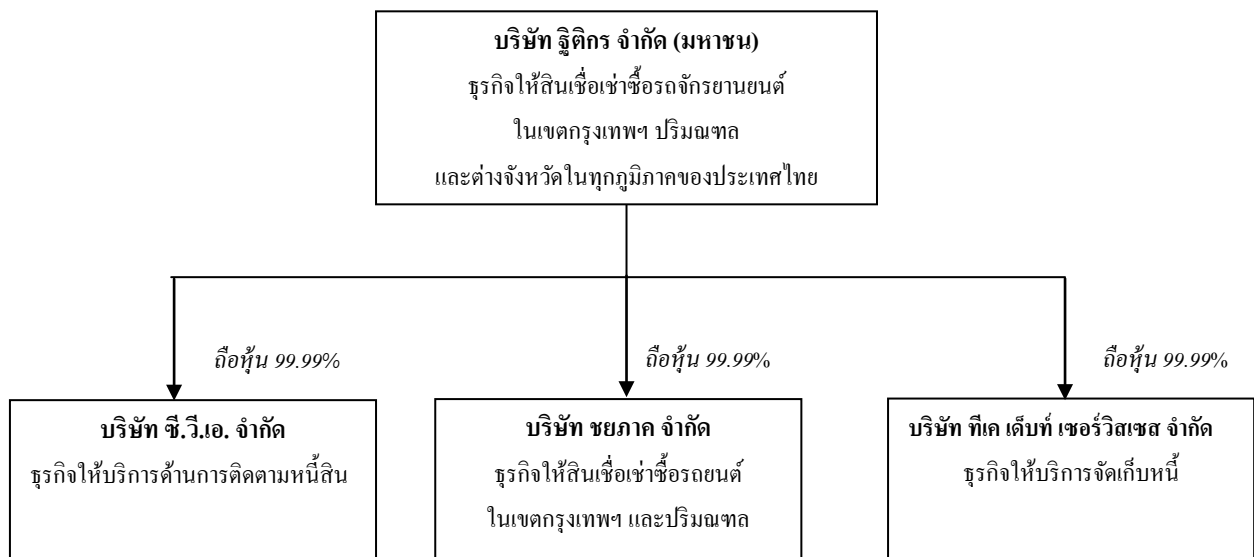 บริษัท ฐิติกร จำกัด (มหาชน)
ธุรกิจให้สินเชื่อเช่าซื้อรถจักรยานยนต์
ในเขตกรุงเทพฯ ปริมณฑล
และต่างจังหวัดในทุกภูมิภาคของประเทศไทย
ถือหุ้น 99.99%
ถือหุ้น 99.99%
ถือหุ้น 99.99%
บริษัท ซี.วี.เอ. จำกัด
ธุรกิจให้บริการด้านการติดตามหนี้สิน
บริษัท ชยภาค จำกัด
ธุรกิจให้สินเชื่อเช่าซื้อรถยนต์
ในเขตกรุงเทพฯ และปริมณฑล
บริษัท ทีเค เด็บท์ เซอร์วิสเซส จำกัด
ธุรกิจให้บริการจัดเก็บหนี้